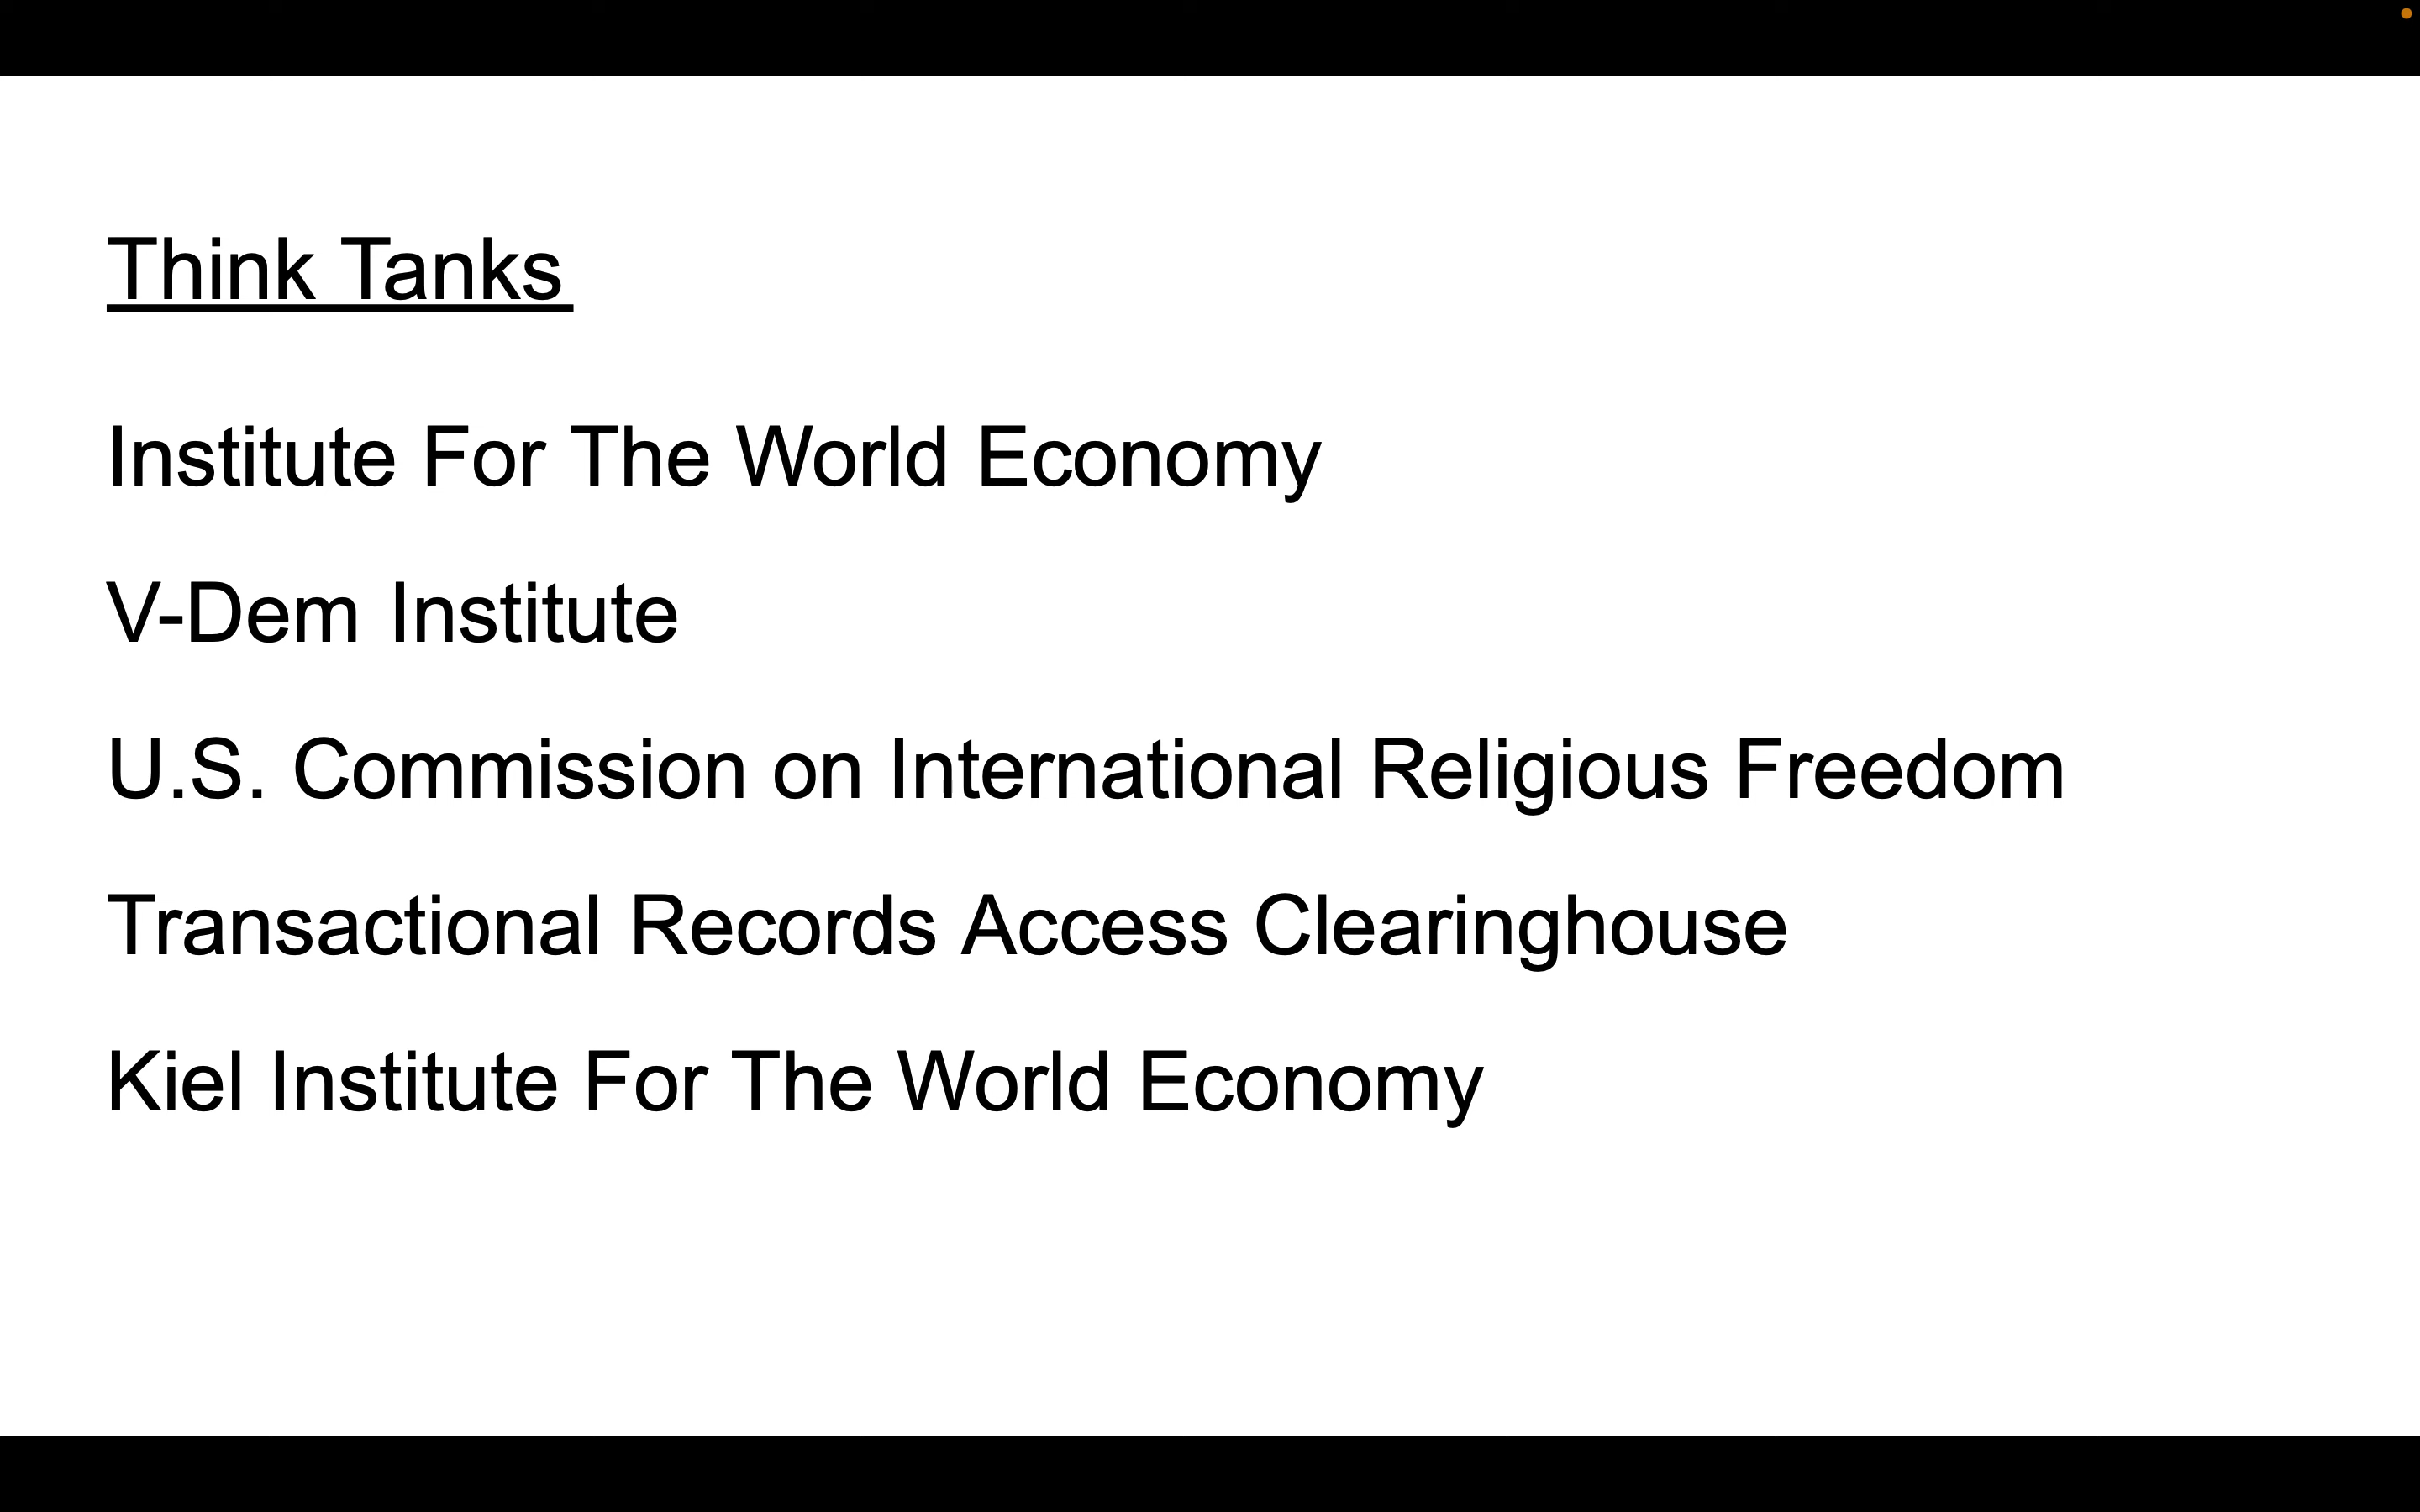 Think Tanks
Institute For The World Economy
V-Dem Institute
U.S. Commission on International Religious Freedom
Transactional Records Access Clearinghouse
Kiel Institute For The World Economy